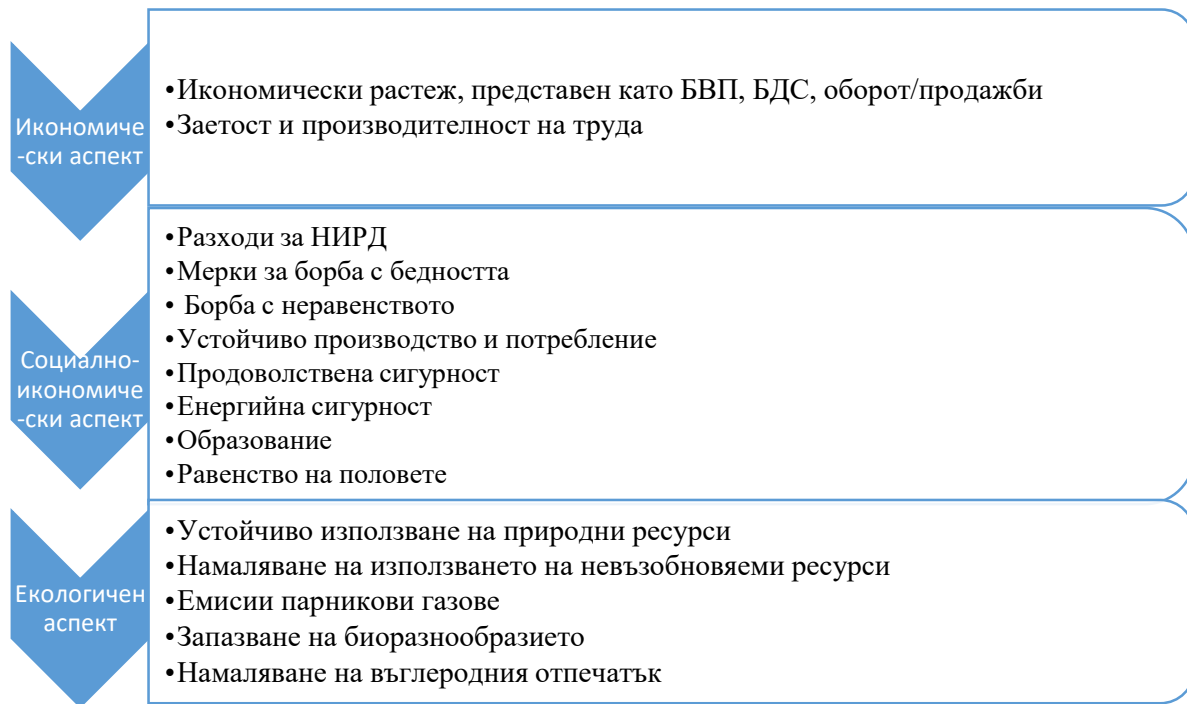 Икономиче
-ски аспект
•Икономически растеж, представен като БВП, БДС, оборот/продажби
•Заетост и производителност на труда
Социално-
икономиче
-ски аспект
•Разходи за НИРД
•Мерки за борба с бедността
• Борба с неравенството
•Устойчиво производство и потребление
•Продоволствена сигурност
•Енергийна сигурност
•Образование
•Равенство на половете
Екологичен
аспект
•Устойчиво използване на природни ресурси
•Намаляване на използването на невъзобновяеми ресурси
•Емисии парникови газове
•Запазване на биоразнообразието
•Намаляване на въглеродния отпечатък